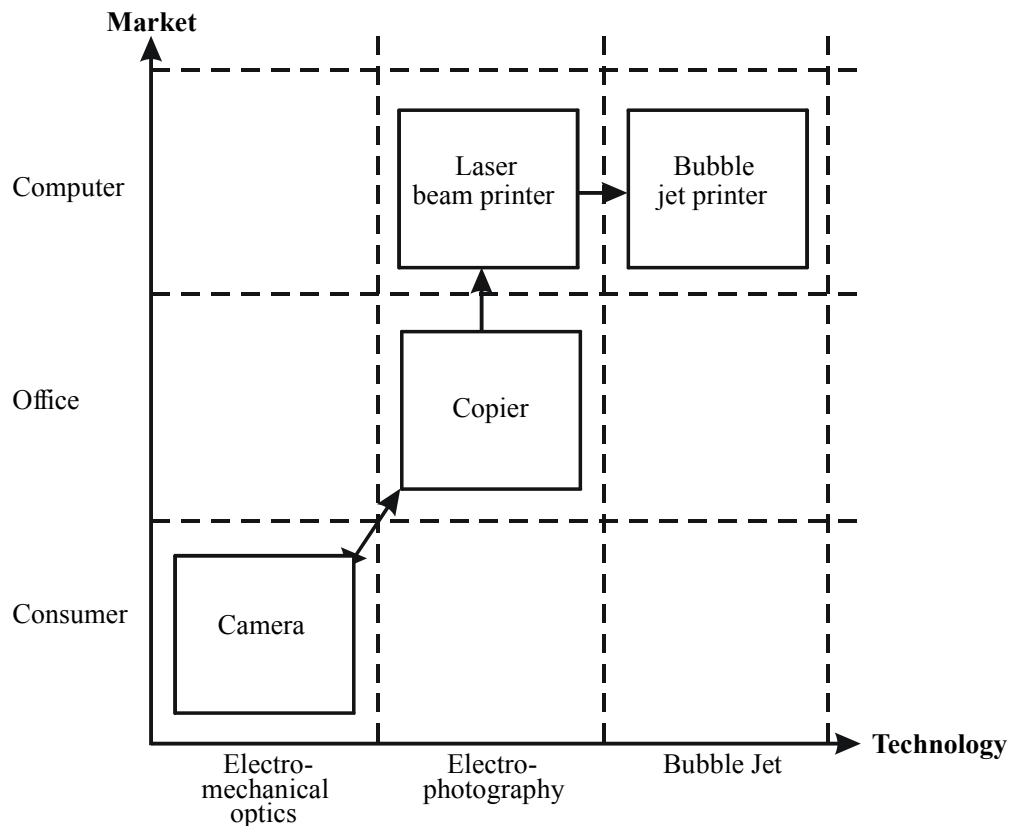 Market
Computer
Laser
beam printer
Bubble
jet printer
Office
Copier
Consumer
Camera
Technology
Electro-
mechanical
optics
Electro-
photography
Bubble Jet